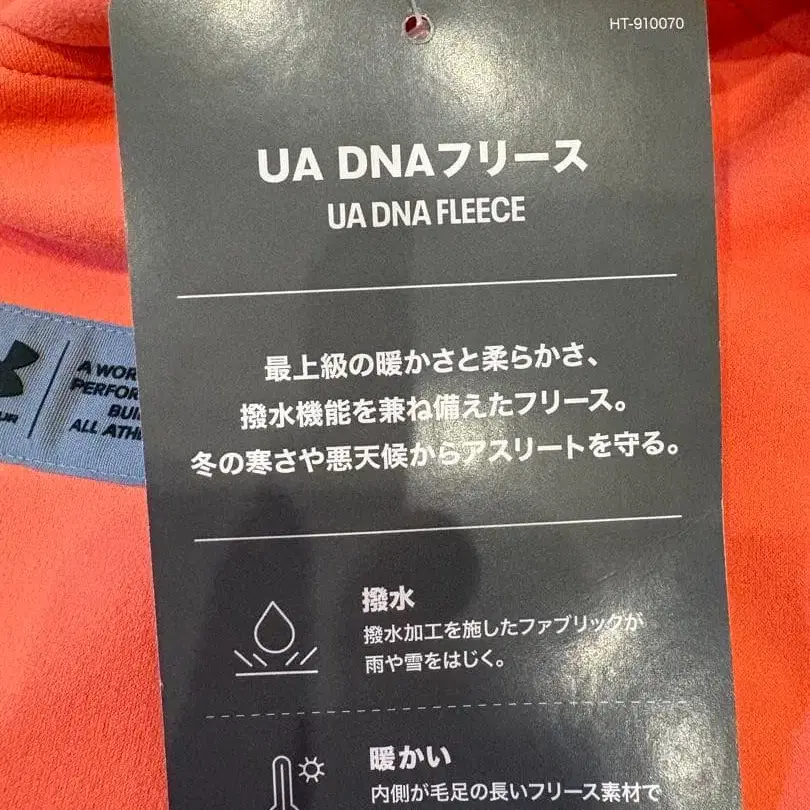 HT-910070
UA DNAフリース
UA DNA FLEECE
最上級の暖かさと柔らかさ、
撥水機能を兼ね備えたフリース。
冬の寒さや悪天候からアスリートを守る。
A
ALL
撥水
撥水加工を施したファブリックが
雨や雪をはじく。
暖かい
内側が毛足の長いフリース素材で